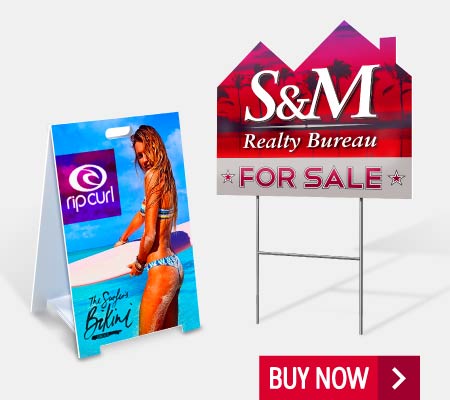 rip curl
The Surfers
Bikini
S&M
Realty Bureau
★ FOR SALE ★
BUY NOW >